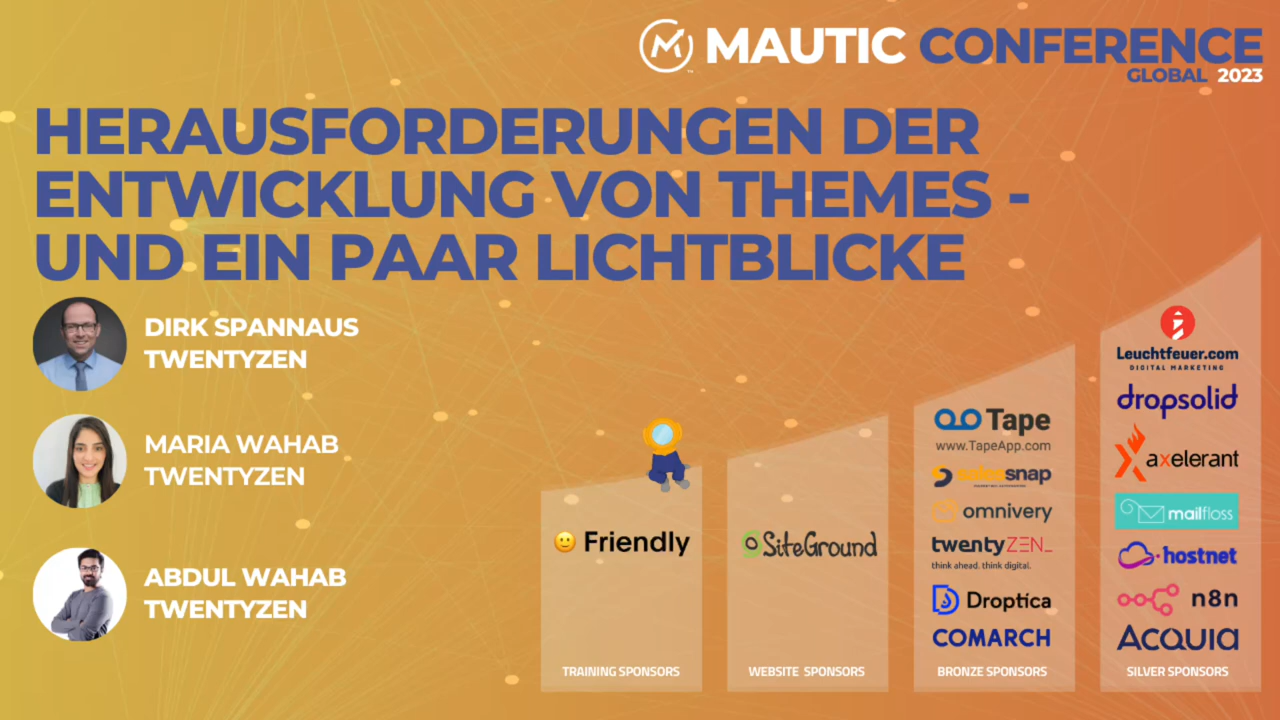 MAUTIC CONFERENCE
GLOBAL 2023
HERAUSFORDERUNGEN DER
ENTWICKLUNG VON THEMES -
UND EIN PAAR LICHTBLICKE
DIRK SPANNAUS
TWENTYZEN
MARIA WAHAB
TWENTYZEN
ABDUL WAHAB
TWENTYZEN
Friendly
TRAINING SPONSORS
SiteGround
WEBSITE SPONSORS
Tape
www.TapeApp.com
salessnap
omnivery
twentyZEN_
think ahead. think digital.
Droptica
COMARCH
BRONZE SPONSORS
Leuchtfeuer.com
DIGITAL MARKETING
dropsolid
axelerant
mailfloss
hostnet
n8n
ACQUIA
SILVER SPONSORS